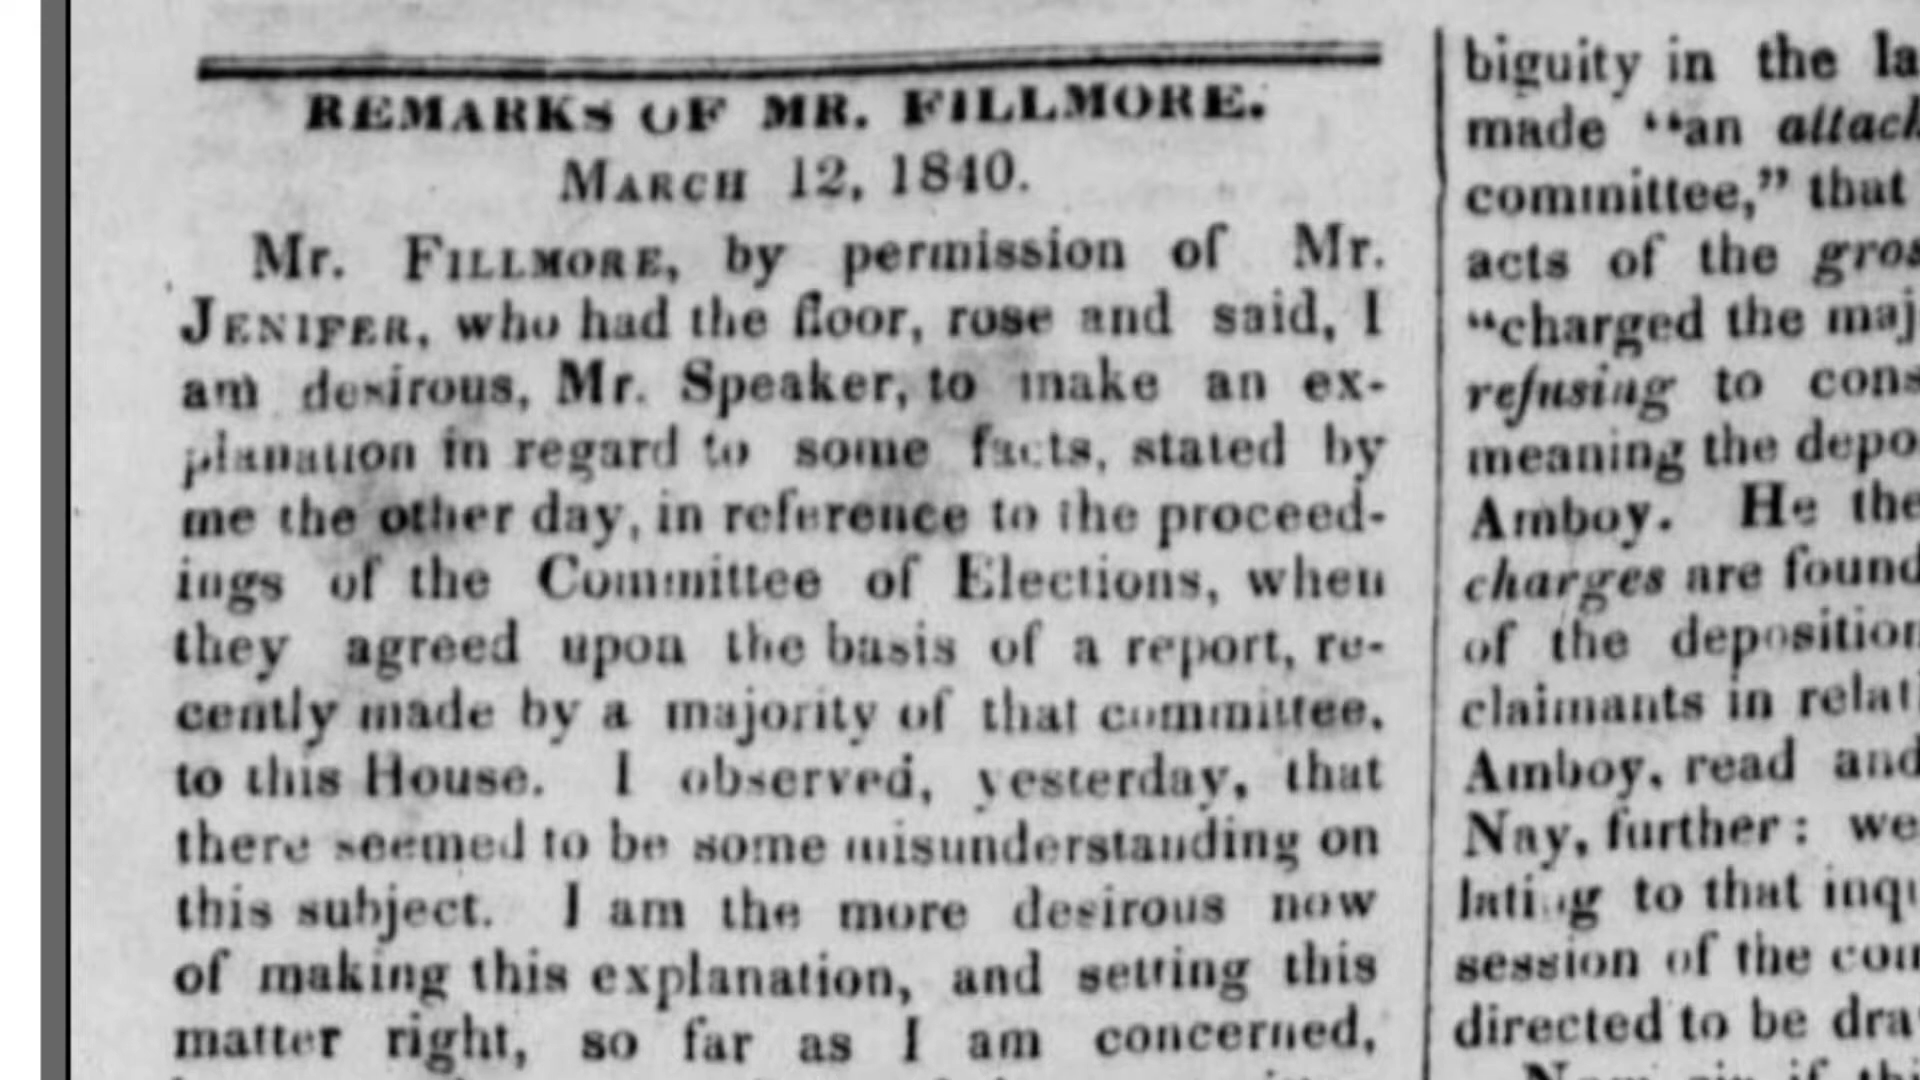 REMARKS OF MR. FILLMORE.
MARCH 12, 1840.
Mr. FILLMORE, by permission of Mr.
JENIFER, who had the floor, rose and said, I
am desirous, Mr. Speaker, to make an ex-
planation in regard to some facts, stated by
me the other day, in reference to the proceed-
ings of the Committee of Elections, when
they agreed upon the basis of a report, re-
cently made by a majority of that committee,
to this House. I observed, yesterday, that
there seemed to be some misunderstanding on
this subject. I am the more desirous now
of making this explanation, and setting this
matter right, so far as I am concerned,
biguity in the la
made "an attack
committee," that
acts of the gros
"charged the maj
refusing to cons
meaning the depo
Amboy. He the
charges are found
of the deposition
claimants in relati
Amboy, read and
Nay, further: we
lating to that inqu
session of the cou
directed to be dra